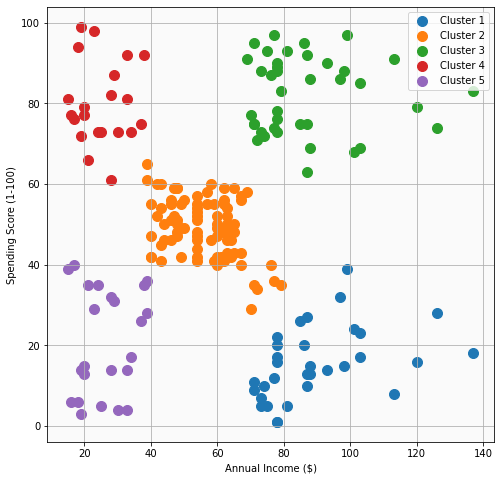 Cluster 1
Cluster 2
Cluster 3
Cluster 4
Cluster 5
100
80
60
40
20
0
Spending Score (1-100)
20
40
60
80
100
120
140
Annual Income ($)